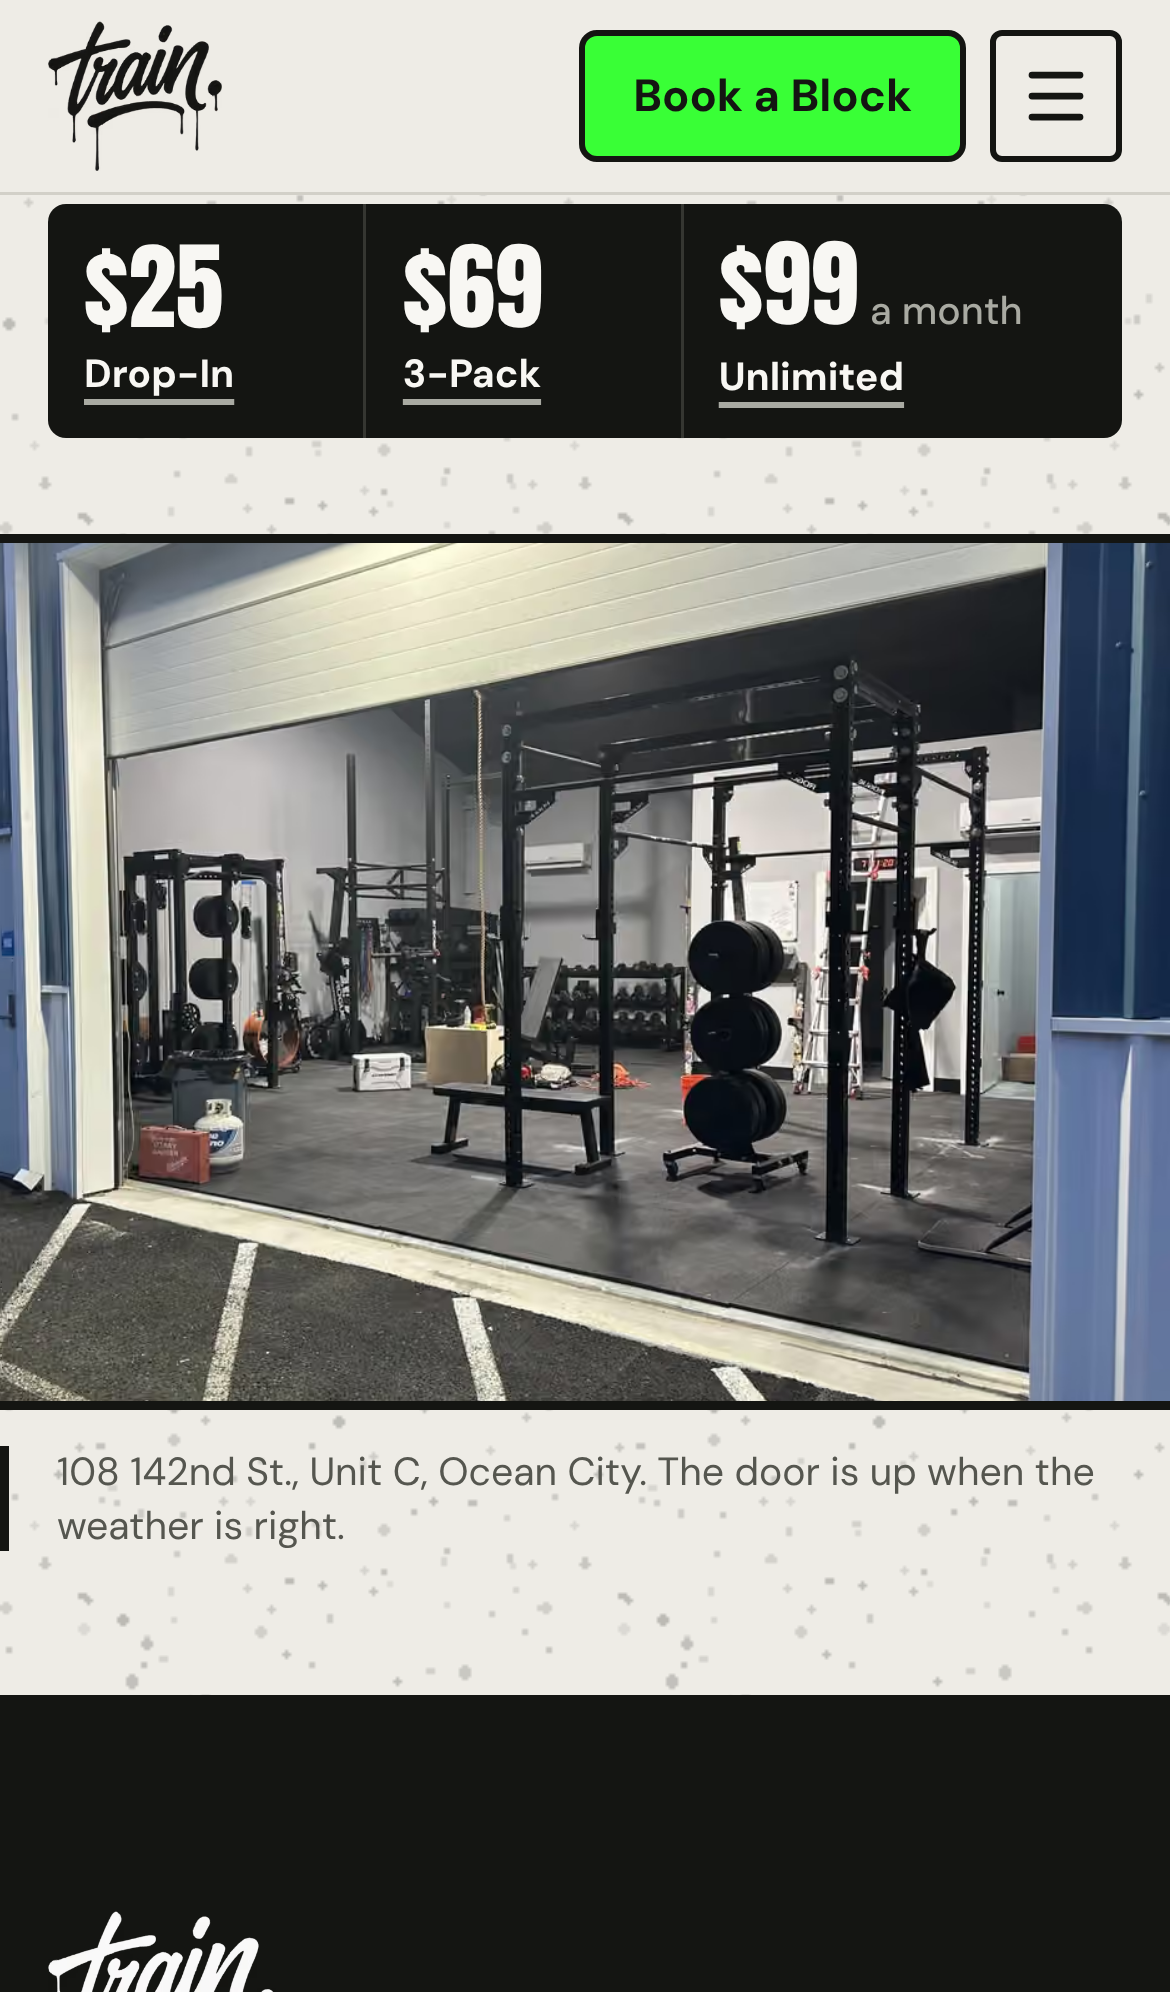 train.
Book a Block
$25
Drop-In
$69
3-Pack
$99 a month
Unlimited
108 142nd St., Unit C, Ocean City. The door is up when the
weather is right.
train.